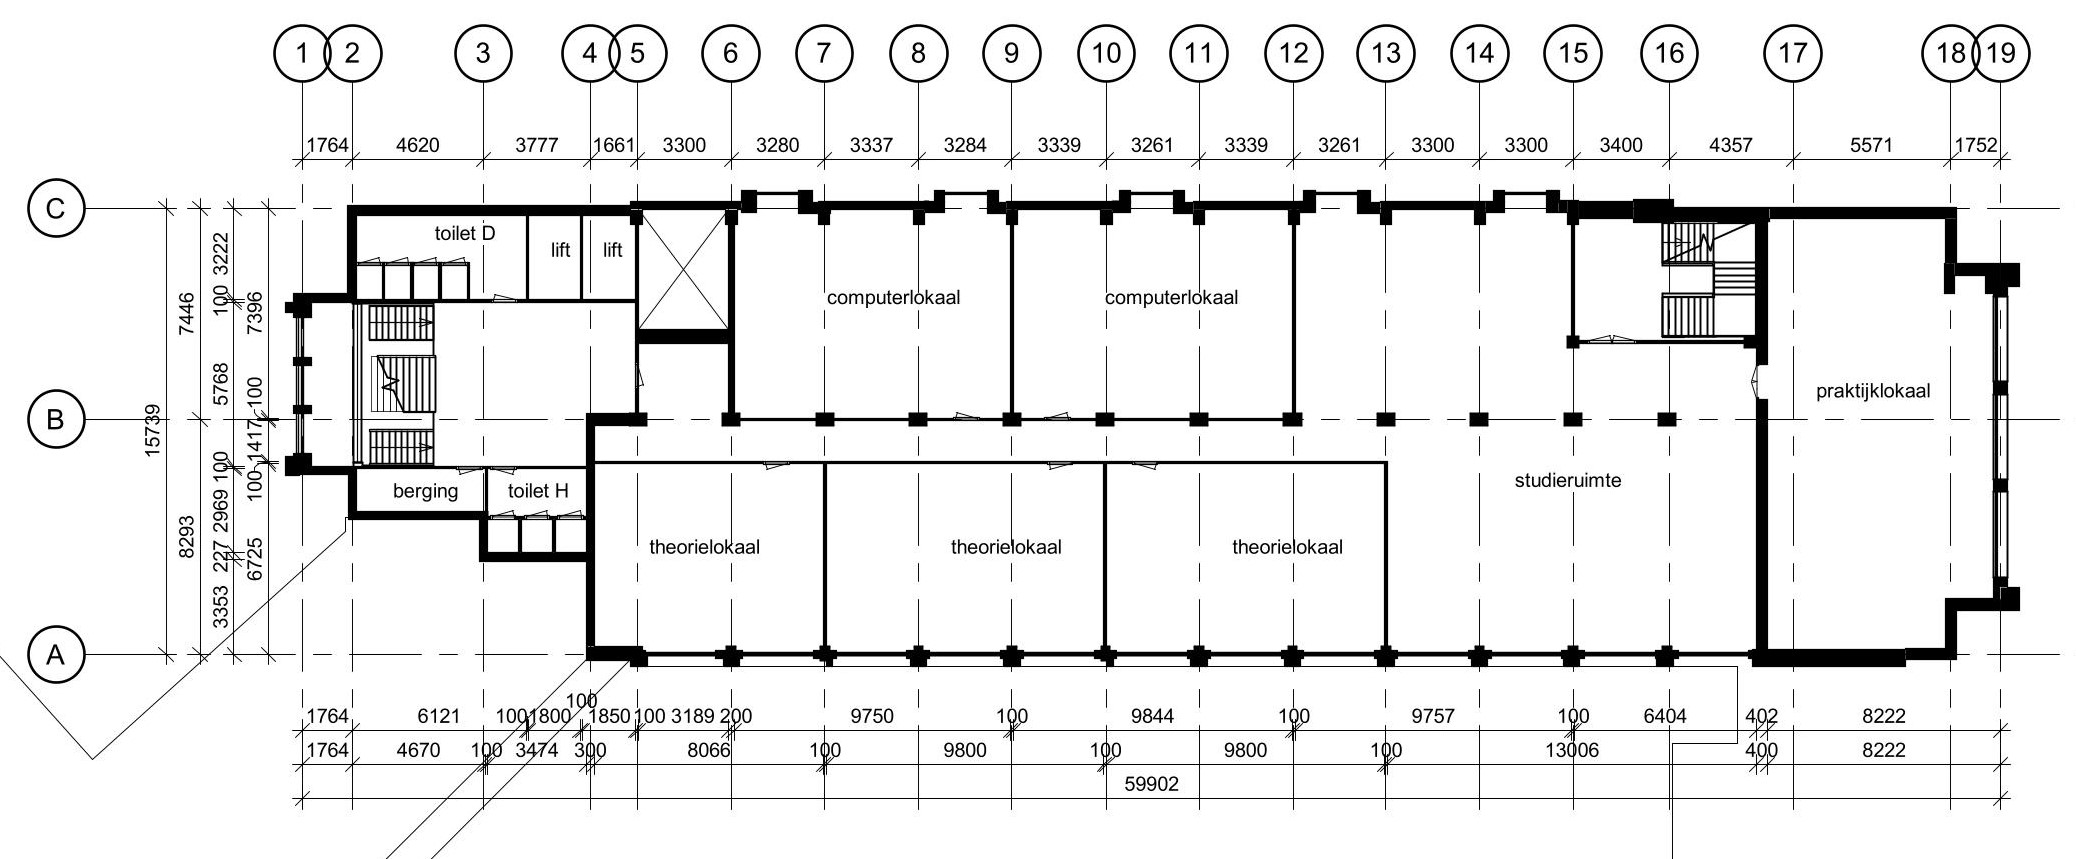 1 2 3 4 5 6 7 8 9 10 11 12 13 14 15 16 17 18 19
1764 4620 3777 1661 3300 3280 3337 3284 3339 3261 3339 3261 3300 3300 3400 4357 5571 1752
C
B
A
15739
7446
8293
3222
100
5768
100
2969
227
3353
7396
100
1417
100
6725
toilet D
lift
lift
computerlokaal
computerlokaal
praktijklokaal
berging
toilet H
studieruimte
theorielokaal
theorielokaal
theorielokaal
100
1764 6121 100 1800 1850 100 3189 200 9750 100 9844 100 9757 100 6404 402 8222
1764 4670 100 3474 300 8066 100 9800 100 9800 100 13006 400 8222
59902